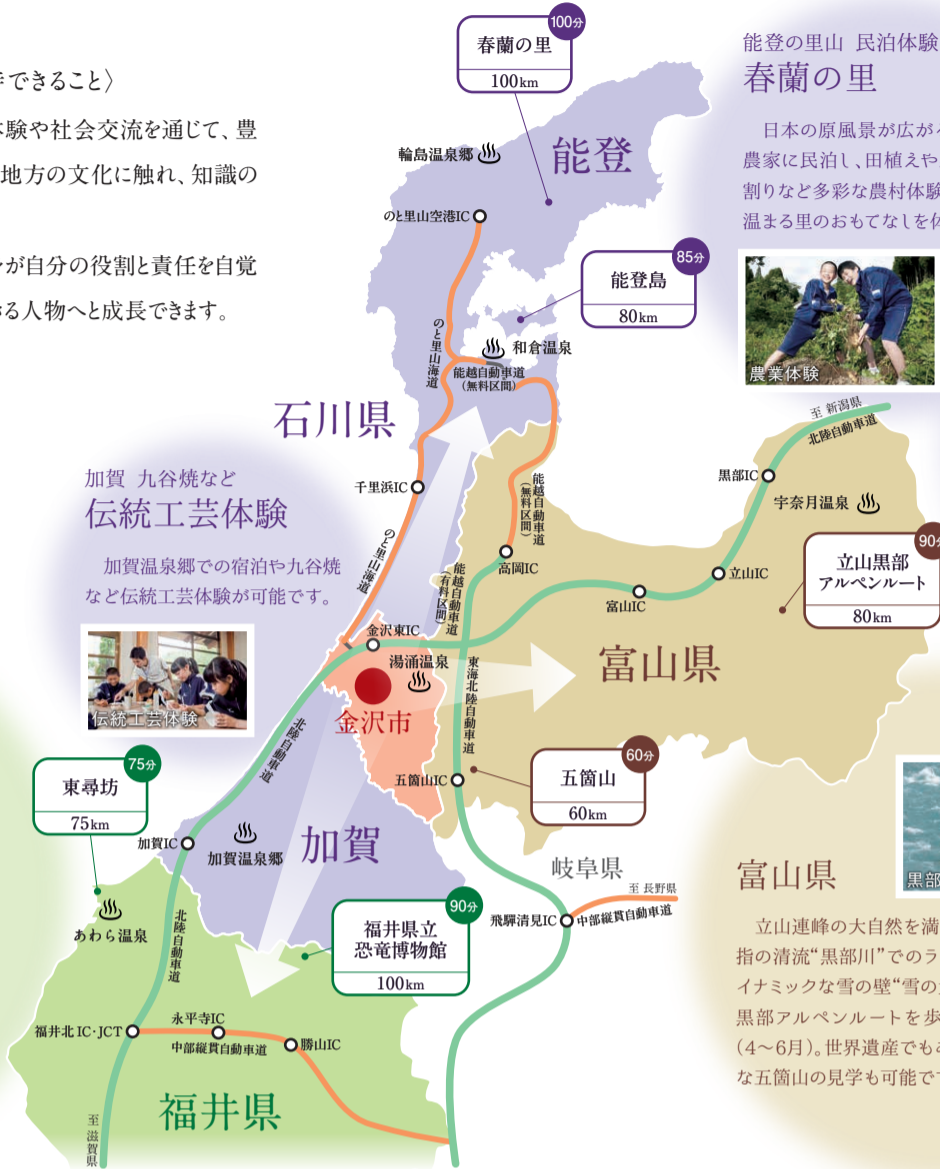 できること〉
体験や社会交流を通じて、豊
地方の文化に触れ、知識の
が自分の役割と責任を自覚
る人物へと成長できます。
100分
春蘭の里
100km
能登の里山 民泊体験
春蘭の里
日本の原風景が広が
農家に民泊し、田植えや
割りなど多彩な農村体験
温まる里のおもてなしを体
農業体験
輪島温泉郷
能登
のと里山空港IC
85分
能登島
80km
和倉温泉
のと里山海道
能越自動車道
(無料区間)
石川県
至 新潟県
北陸自動車道
加賀 九谷焼など
伝統工芸体験
加賀温泉郷での宿泊や九谷焼
など伝統工芸体験が可能です。
伝統工芸体験
千里浜IC
のと里山海道
能越自動車道
(無料区間)
黒部IC
宇奈月温泉
高岡IC
能越自動車道
(有料区間)
立山IC
富山IC
90分
立山黒部
アルペンルート
80km
金沢東IC
湯涌温泉
金沢市
富山県
東海北陸自動車道
北陸自動車道
75分
東尋坊
75km
五箇山IC
60分
五箇山
60km
加賀IC
加賀温泉郷
加賀
岐阜県
至 長野県
飛騨清見IC
中部縦貫自動車道
黒部
富山県
立山連峰の大自然を満
指の清流“黒部川”でのラ
イナミックな雪の壁“雪の
黒部アルペンルートを歩
(4〜6月)。世界遺産でも
な五箇山の見学も可能で
あわら温泉
北陸自動車道
90分
福井県立
恐竜博物館
100km
福井北IC・JCT
永平寺IC
中部縦貫自動車道
勝山IC
福井県
至 滋賀県